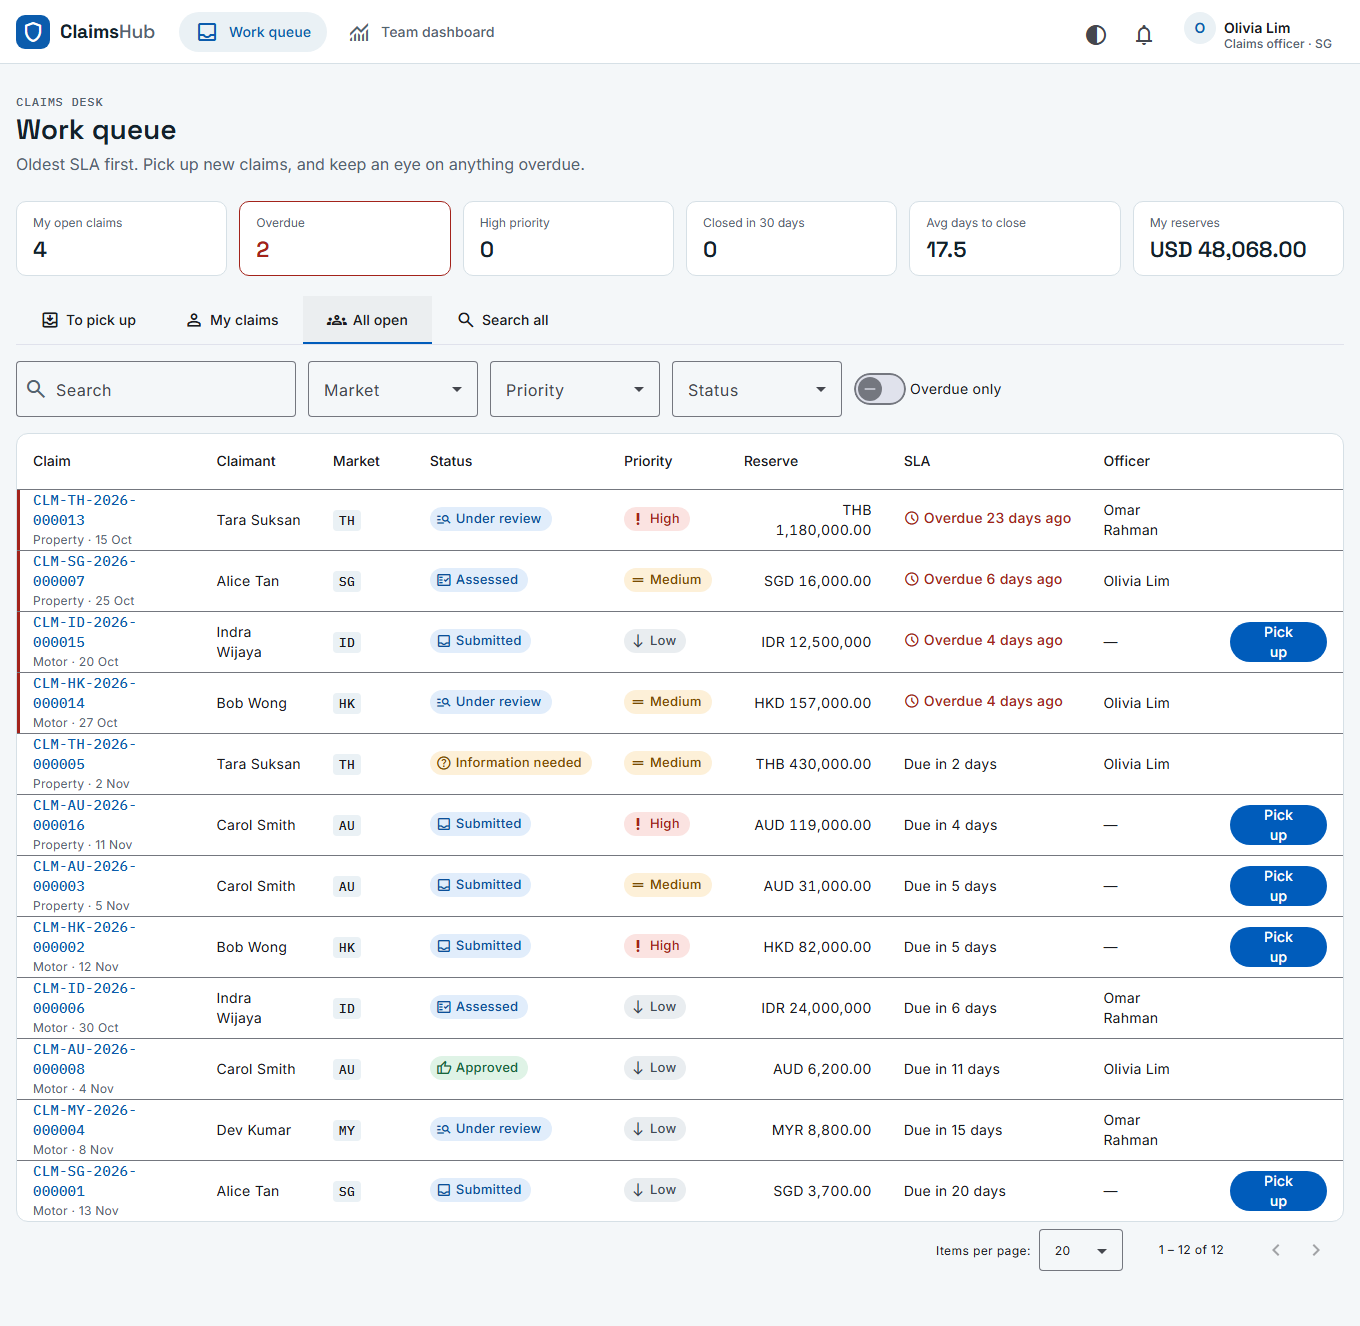 ClaimsHub
Work queue
Team dashboard
O
Olivia Lim
Claims officer · SG
CLAIMS DESK
Work queue
Oldest SLA first. Pick up new claims, and keep an eye on anything overdue.
My open claims
4
Overdue
2
High priority
0
Closed in 30 days
0
Avg days to close
17.5
My reserves
USD 48,068.00
To pick up
My claims
All open
Search all
Search
Market
Priority
Status
Overdue only
Claim Claimant Market Status Priority Reserve SLA Officer
CLM-TH-2026-
000013
Property · 15 Oct
Tara Suksan
TH
Under review
High
THB
1,180,000.00
Overdue 23 days ago
Omar
Rahman
CLM-SG-2026-
000007
Property · 25 Oct
Alice Tan
SG
Assessed
Medium
SGD 16,000.00
Overdue 6 days ago
Olivia Lim
CLM-ID-2026-
000015
Motor · 20 Oct
Indra
Wijaya
ID
Submitted
Low
IDR 12,500,000
Overdue 4 days ago
—
Pick
up
CLM-HK-2026-
000014
Motor · 27 Oct
Bob Wong
HK
Under review
Medium
HKD 157,000.00
Overdue 4 days ago
Olivia Lim
CLM-TH-2026-
000005
Property · 2 Nov
Tara Suksan
TH
Information needed
Medium
THB 430,000.00
Due in 2 days
Olivia Lim
CLM-AU-2026-
000016
Property · 11 Nov
Carol Smith
AU
Submitted
High
AUD 119,000.00
Due in 4 days
—
Pick
up
CLM-AU-2026-
000003
Property · 5 Nov
Carol Smith
AU
Submitted
Medium
AUD 31,000.00
Due in 5 days
—
Pick
up
CLM-HK-2026-
000002
Motor · 12 Nov
Bob Wong
HK
Submitted
High
HKD 82,000.00
Due in 5 days
—
Pick
up
CLM-ID-2026-
000006
Motor · 30 Oct
Indra
Wijaya
ID
Assessed
Low
IDR 24,000,000
Due in 6 days
Omar
Rahman
CLM-AU-2026-
000008
Motor · 4 Nov
Carol Smith
AU
Approved
Low
AUD 6,200.00
Due in 11 days
Olivia Lim
CLM-MY-2026-
000004
Motor · 8 Nov
Dev Kumar
MY
Under review
Low
MYR 8,800.00
Due in 15 days
Omar
Rahman
CLM-SG-2026-
000001
Motor · 13 Nov
Alice Tan
SG
Submitted
Low
SGD 3,700.00
Due in 20 days
—
Pick
up
Items per page: 20 1 – 12 of 12